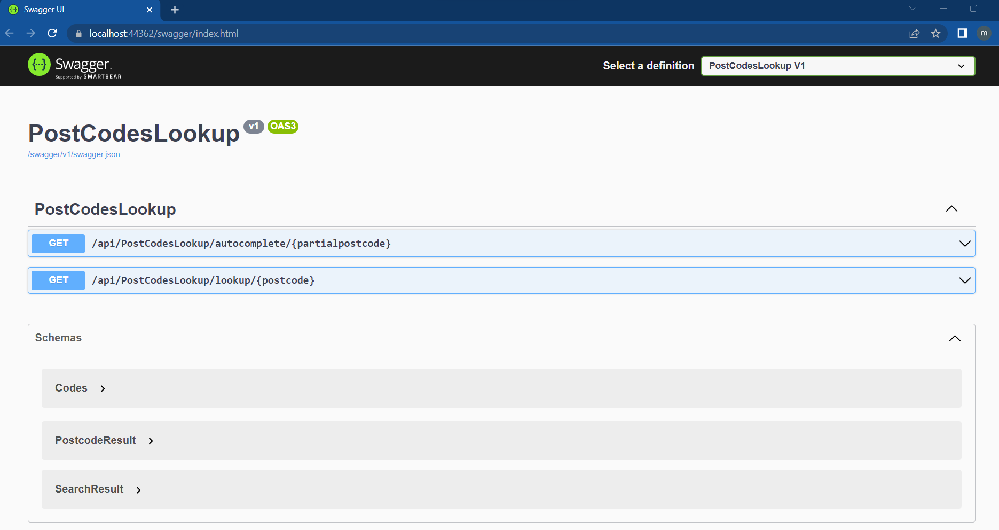 Swagger UI
localhost:44362/swagger/index.html
m
{···} Swagger™
Supported by SMARTBEAR
Select a definition
PostCodesLookup V1
PostCodesLookup v1 OAS3
/swagger/v1/swagger.json
PostCodesLookup
GET /api/PostCodesLookup/autocomplete/{partialpostcode}
GET /api/PostCodesLookup/lookup/{postcode}
Schemas
Codes
PostcodeResult
SearchResult